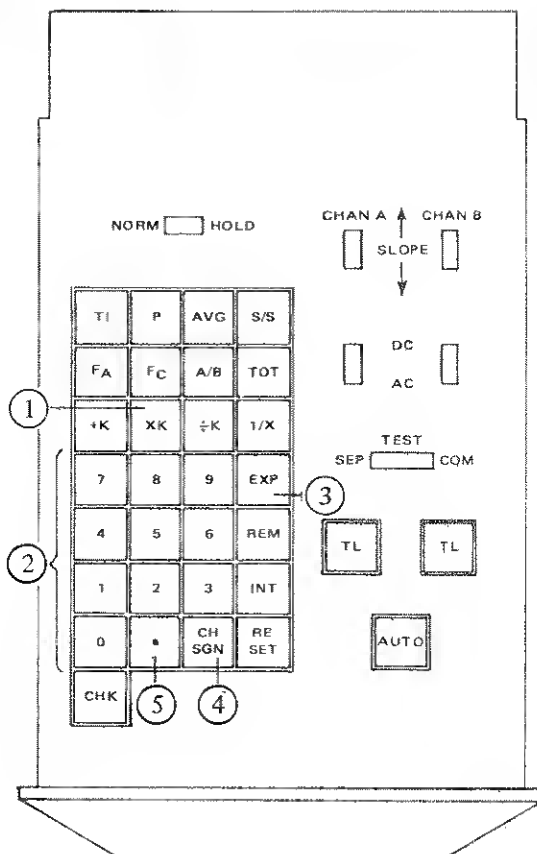 CHAN A CHAN B
NORM HOLD
SLOPE
TI P AVG S/S
DC
FA FC A/B TOT
AC
1
+K XK ÷K 1/X
TEST
SEP COM
7 8 9 EXP
3
4 5 6 REM
TL TL
2
1 2 3 INT
0 . CH SGN RE SET
AUTO
CHK
5 4